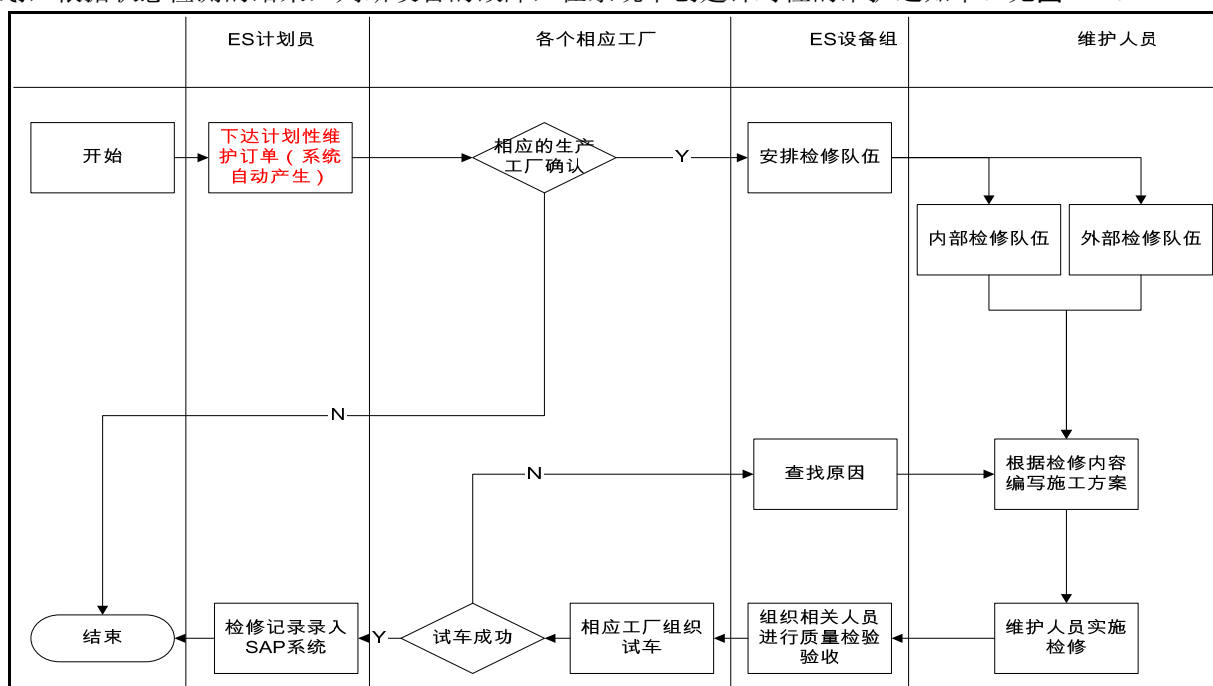 ES计划员
各个相应工厂
ES设备组
维护人员
开始
下达计划性维
护订单（系统
自动产生）
相应的生产
工厂确认
Y
安排检修队伍
内部检修队伍
外部检修队伍
N
N
查找原因
根据检修内容
编写施工方案
结束
检修记录录入
SAP系统
Y
试车成功
相应工厂组织
试车
组织相关人员
进行质量检验
验收
维护人员实施
检修